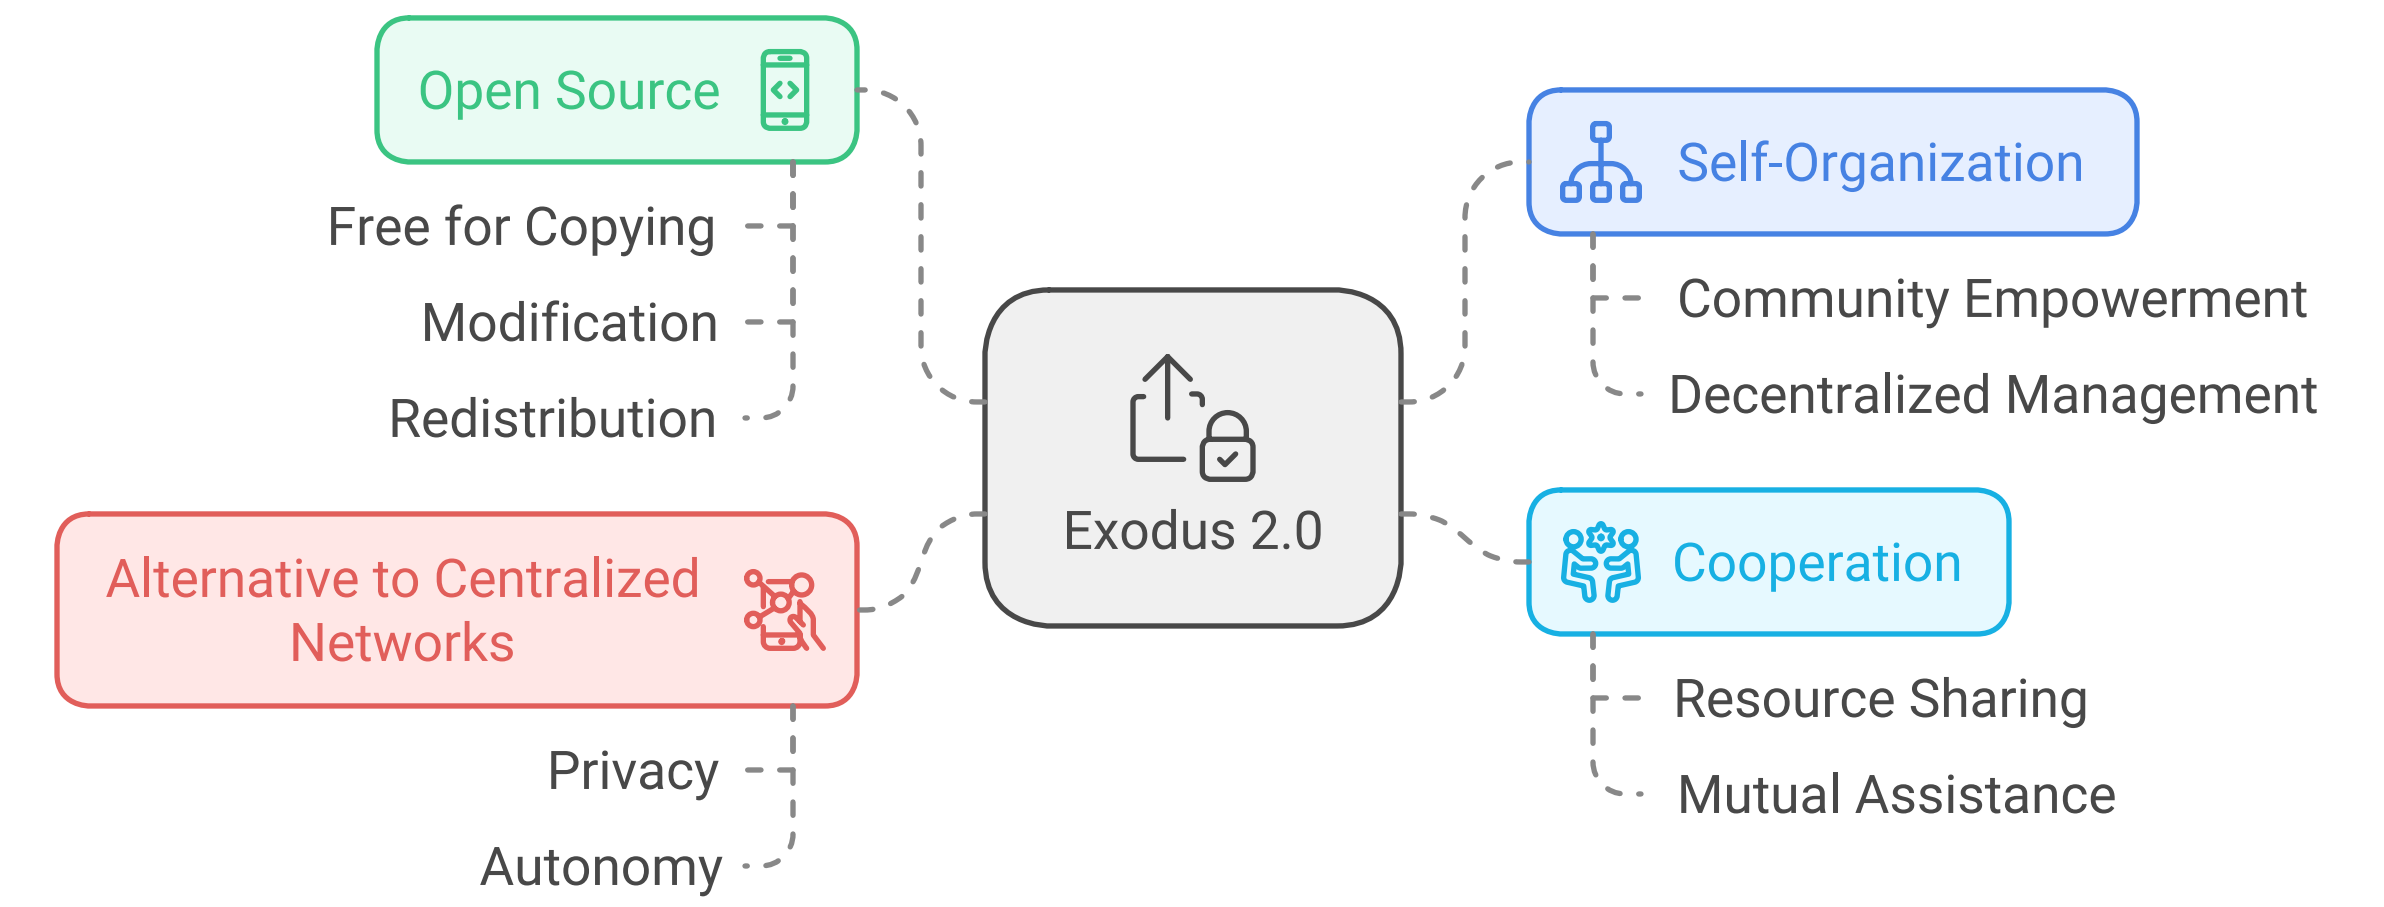 Open Source
Free for Copying
Modification
Redistribution
Alternative to Centralized
Networks
Privacy
Autonomy
Exodus 2.0
Self-Organization
Community Empowerment
Decentralized Management
Cooperation
Resource Sharing
Mutual Assistance